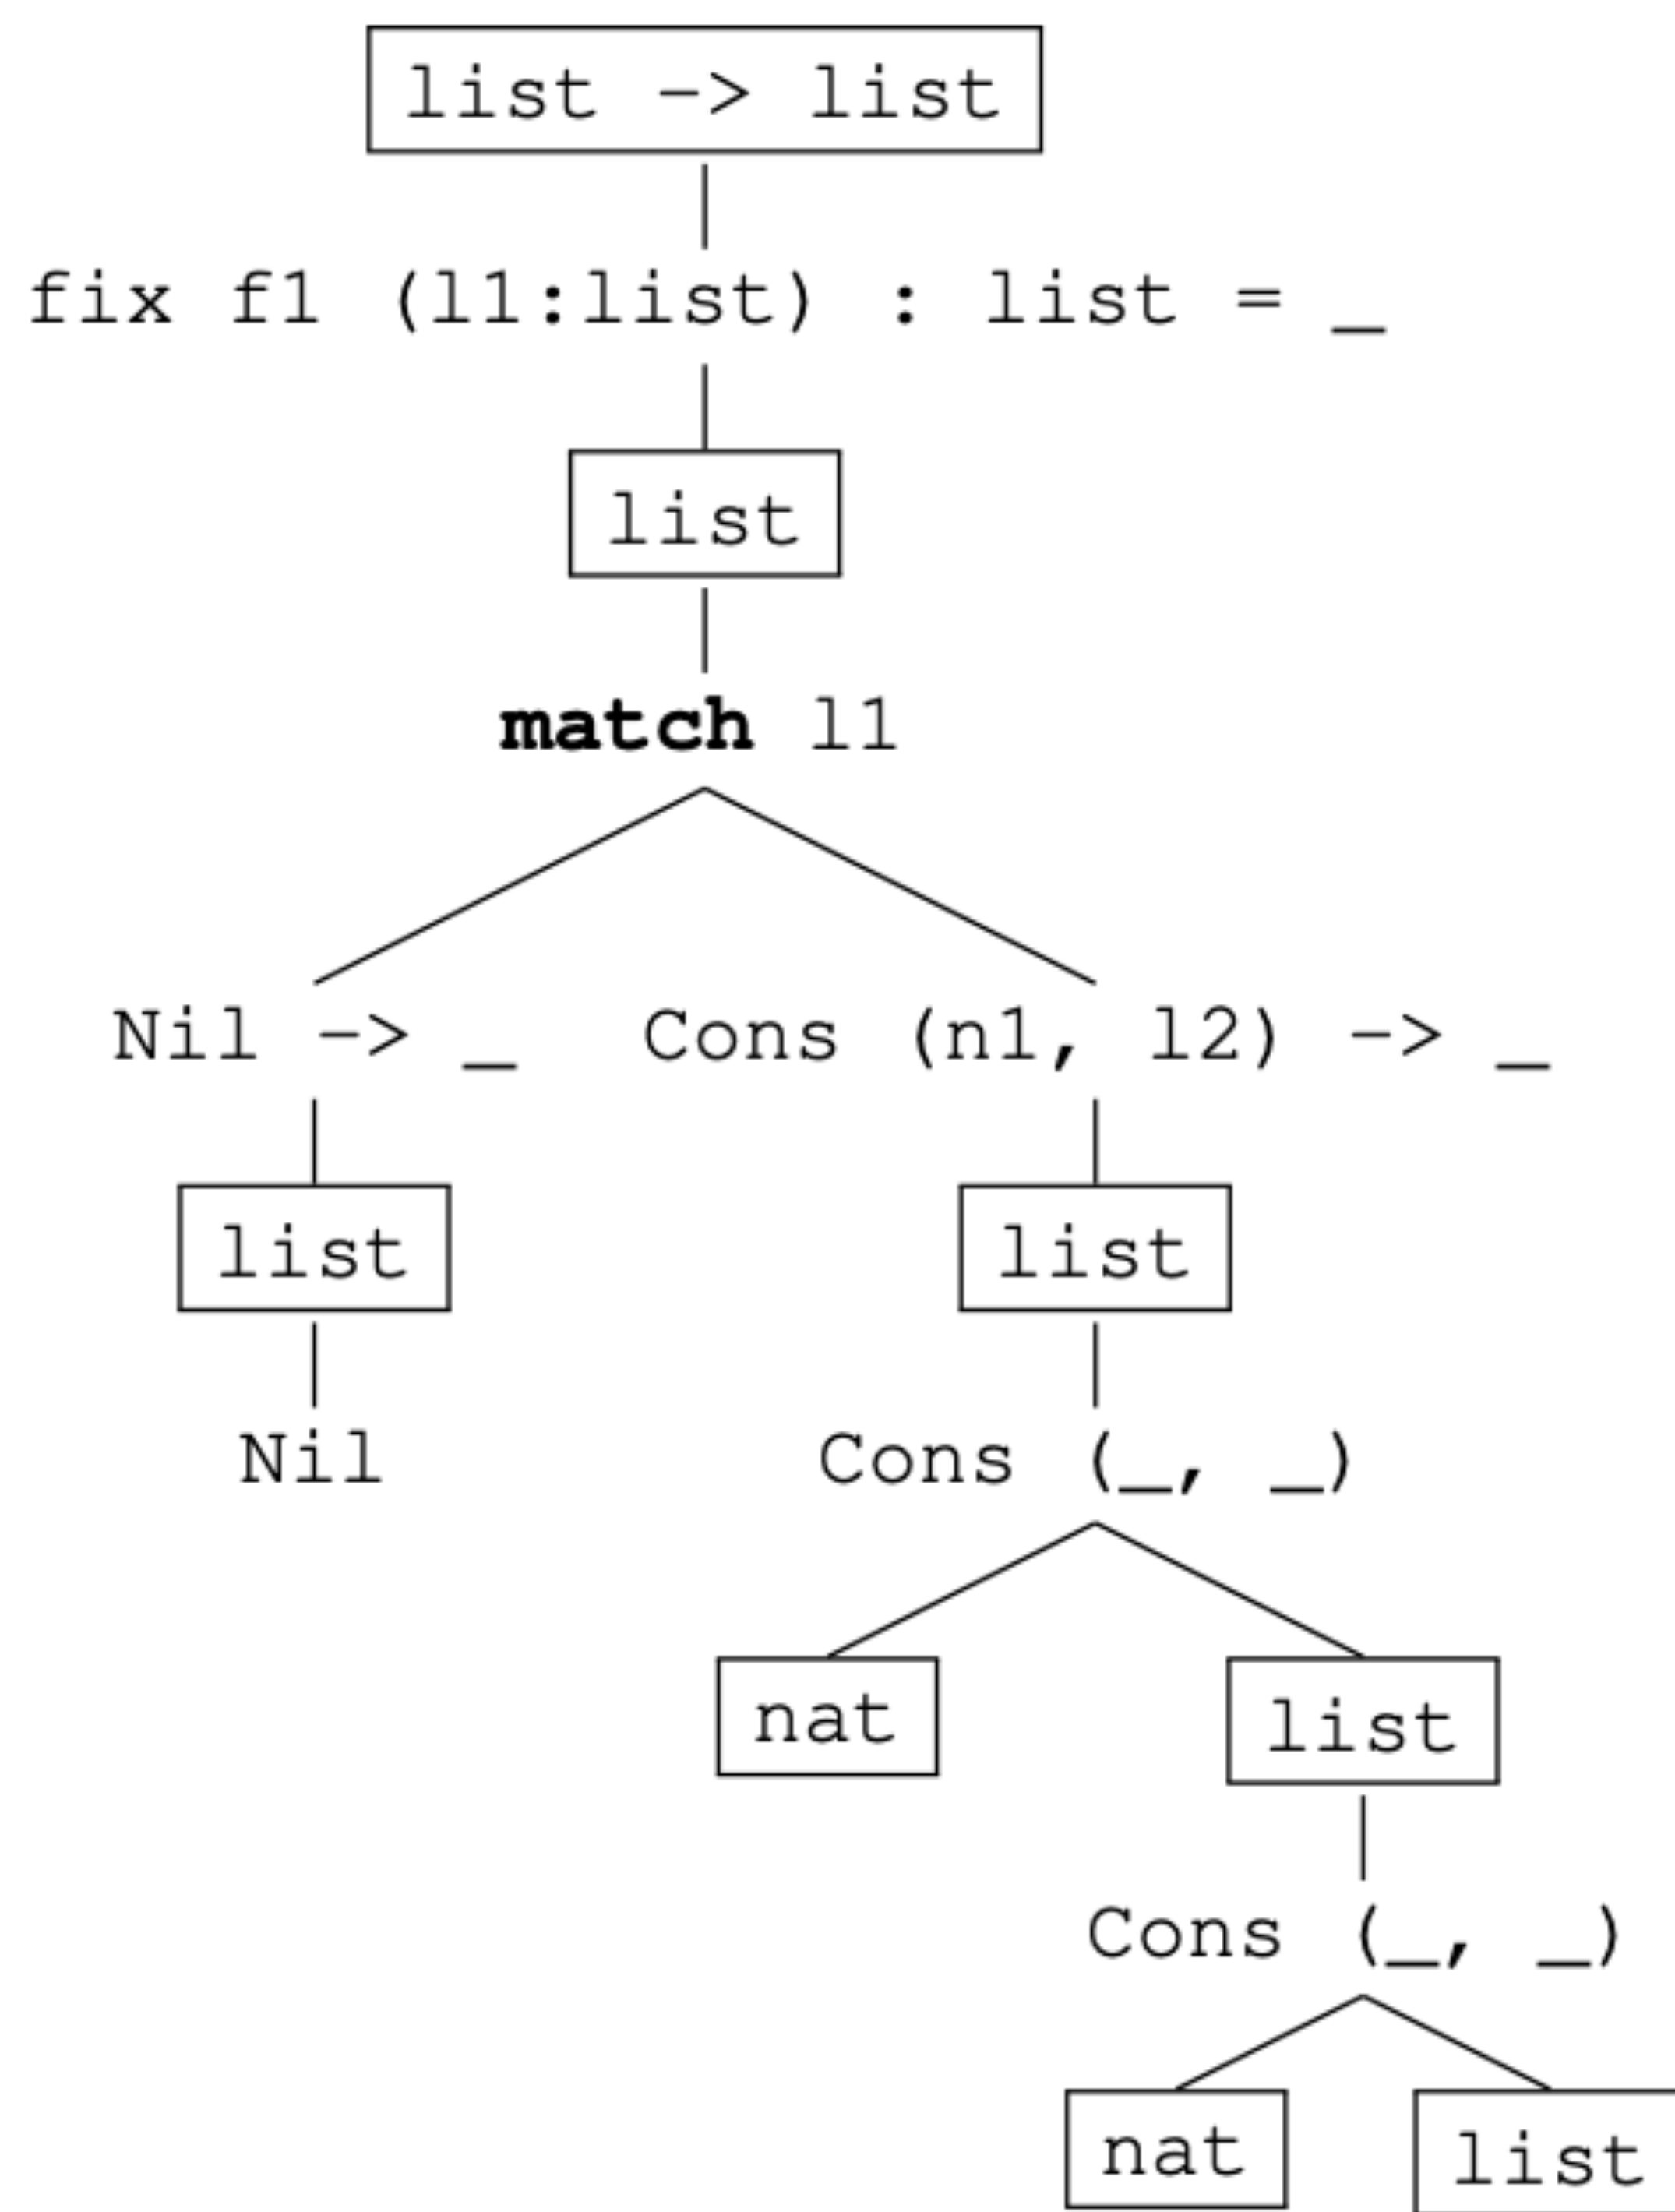 list -> list
fix f1 (l1:list) : list = _
list
match l1
Nil -> _ Cons (n1, l2) -> _
list list
Nil Cons (_, _)
nat list
Cons (_, _)
nat list